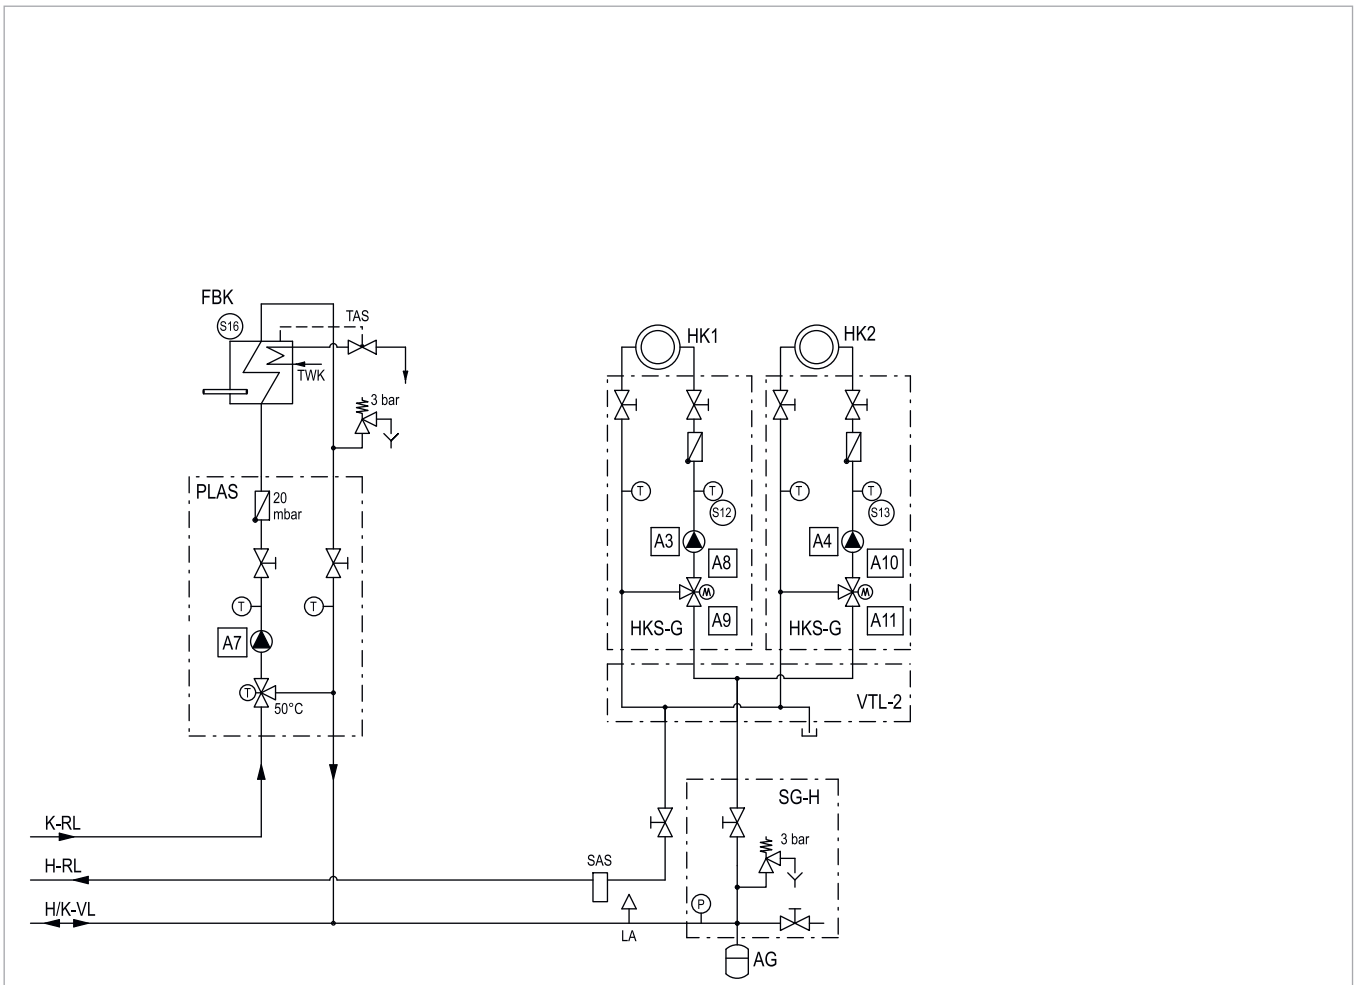 FBK
S16
TAS
TWK
3 bar
HK1
HK2
PLAS
20
mbar
T
T
A7
T
50°C
T
T
S12
T
T
S13
A3
A8
A4
A10
A9
A11
HKS-G
HKS-G
VTL-2
SG-H
3 bar
K-RL
H-RL
SAS
H/K-VL
P
LA
AG
M
M